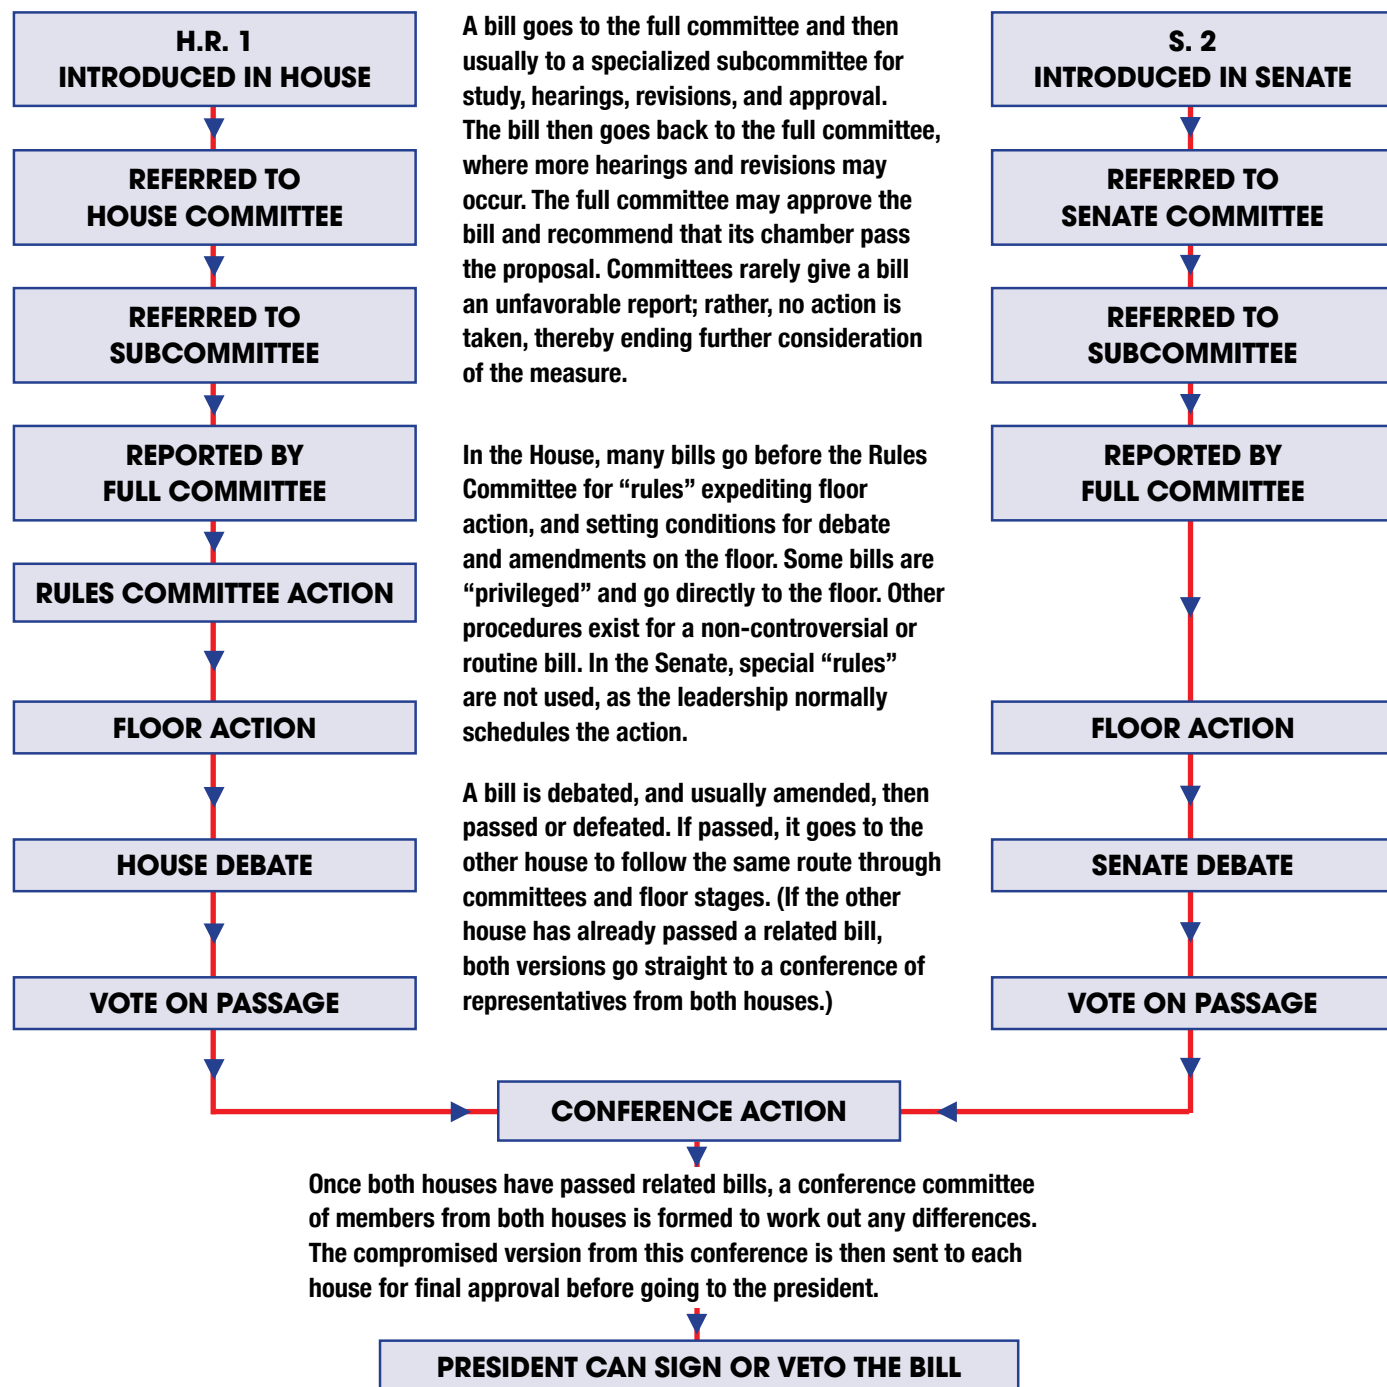 H.R. 1
INTRODUCED IN HOUSE
REFERRED TO
HOUSE COMMITTEE
REFERRED TO
SUBCOMMITTEE
REPORTED BY
FULL COMMITTEE
RULES COMMITTEE ACTION
FLOOR ACTION
HOUSE DEBATE
VOTE ON PASSAGE
A bill goes to the full committee and then
usually to a specialized subcommittee for
study, hearings, revisions, and approval.
The bill then goes back to the full committee,
where more hearings and revisions may
occur. The full committee may approve the
bill and recommend that its chamber pass
the proposal. Committees rarely give a bill
an unfavorable report; rather, no action is
taken, thereby ending further consideration
of the measure.
In the House, many bills go before the Rules
Committee for “rules” expediting floor
action, and setting conditions for debate
and amendments on the floor. Some bills are
“privileged” and go directly to the floor. Other
procedures exist for a non-controversial or
routine bill. In the Senate, special “rules”
are not used, as the leadership normally
schedules the action.
A bill is debated, and usually amended, then
passed or defeated. If passed, it goes to the
other house to follow the same route through
committees and floor stages. (If the other
house has already passed a related bill,
both versions go straight to a conference of
representatives from both houses.)
S. 2
INTRODUCED IN SENATE
REFERRED TO
SENATE COMMITTEE
REFERRED TO
SUBCOMMITTEE
REPORTED BY
FULL COMMITTEE
FLOOR ACTION
SENATE DEBATE
VOTE ON PASSAGE
CONFERENCE ACTION
Once both houses have passed related bills, a conference committee
of members from both houses is formed to work out any differences.
The compromised version from this conference is then sent to each
house for final approval before going to the president.
PRESIDENT CAN SIGN OR VETO THE BILL